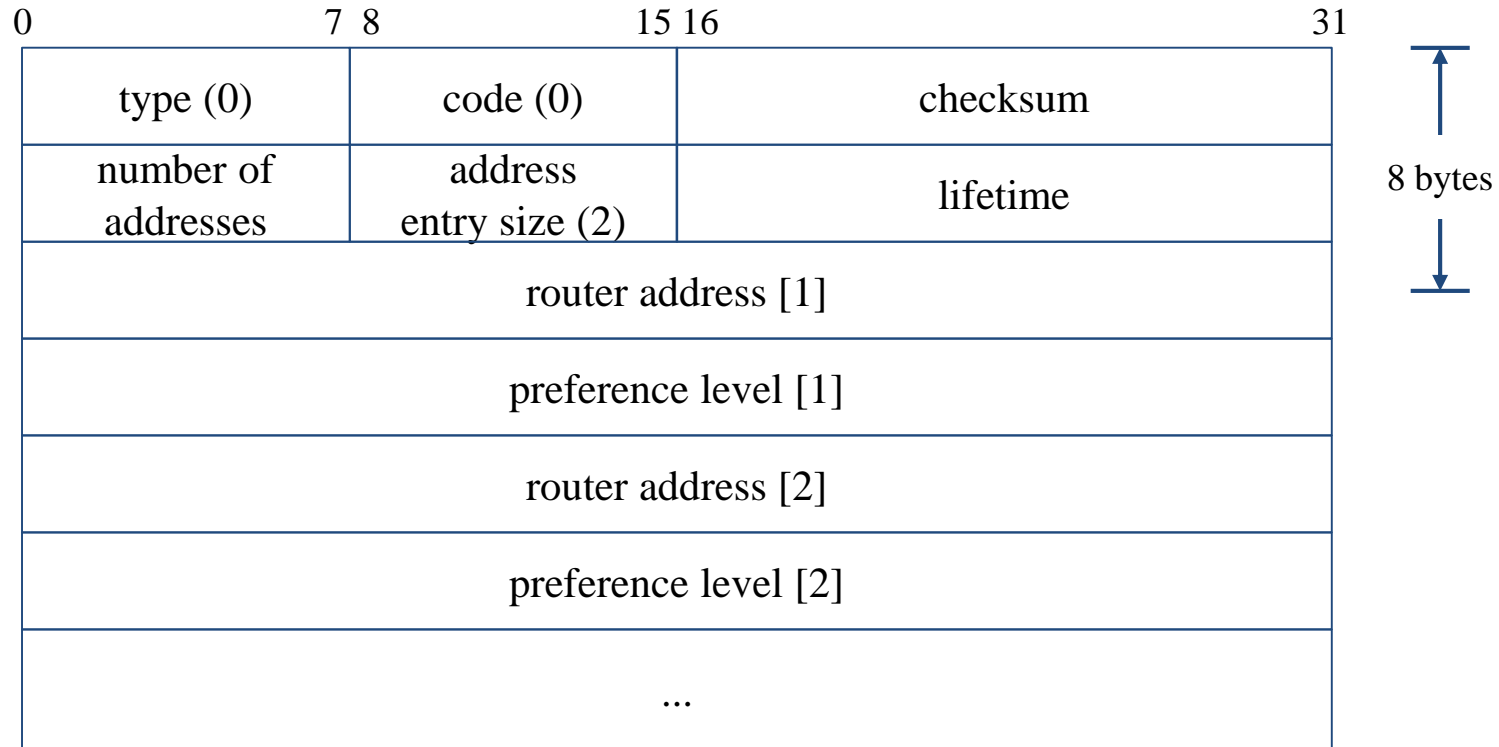 0 7 8 15 16 31
type (0) code (0) checksum
number of addresses address entry size (2) lifetime
8 bytes
router address [1]
preference level [1]
router address [2]
preference level [2]
...